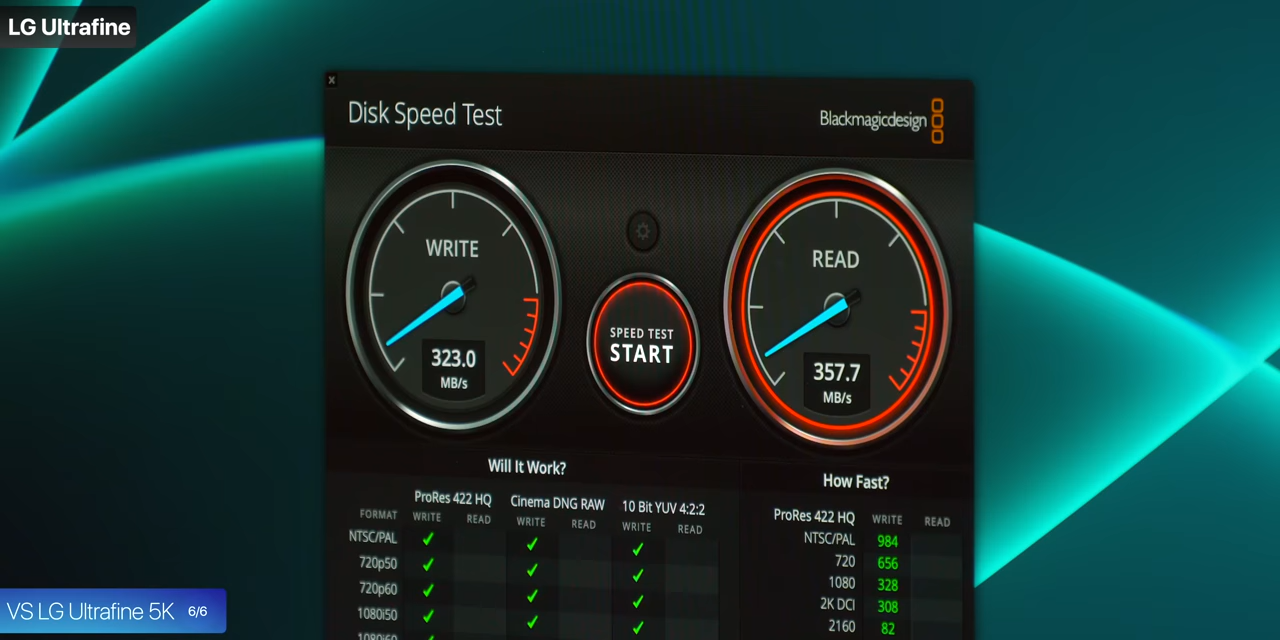 LG Ultrafine
x
Disk Speed Test
Blackmagicdesign
WRITE
323.0
MB/s
SPEED TEST
START
READ
357.7
MB/s
Will It Work?
ProRes 422 HQ Cinema DNG RAW 10 Bit YUV 4:2:2
FORMAT WRITE READ WRITE READ WRITE READ
NTSC/PAL ✓ ✓ ✓
720p50 ✓ ✓ ✓
720p60 ✓ ✓ ✓
1080i50 ✓ ✓ ✓
1080i60
How Fast?
ProRes 422 HQ WRITE READ
NTSC/PAL 984
720 656
1080 328
2K DCI 308
2160 82
VS LG Ultrafine 5K 6/6